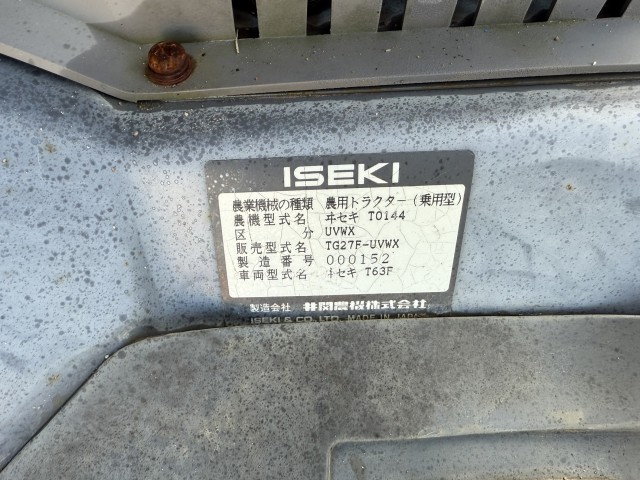 ISEKI
農業機械の種類 農用トラクター(乗用型)
農機型式名 ヰセキ T0144
区分 UVWX
販売型式名 TG27F-UVWX
製造番号 000152
車両型式名 ヰセキ T63F
製造会社 井関農機株式会社
ISEKI & CO., LTD. MADE IN JAPAN